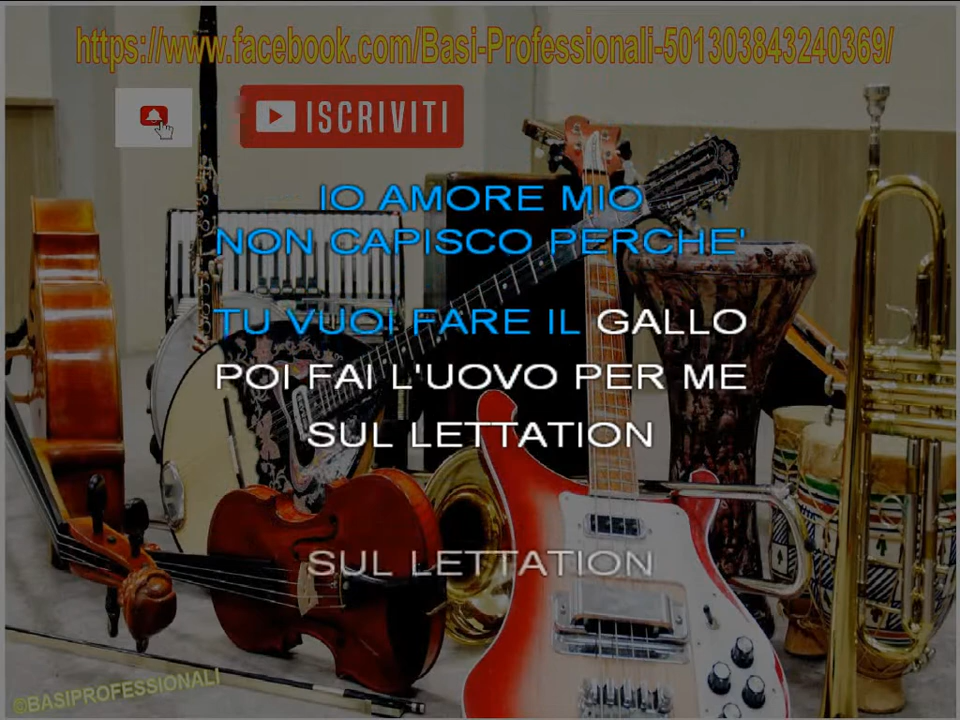 https://www.facebook.com/Basi-Professionali-501303843240369/
ISCRIVITI
IO AMORE MIO
NON CAPISCO PERCHE'
TU VUOI FARE IL GALLO
POI FAI L'UOVO PER ME
SUL LETTATION
SUL LETTATION
@BASIPROFESSIONALI